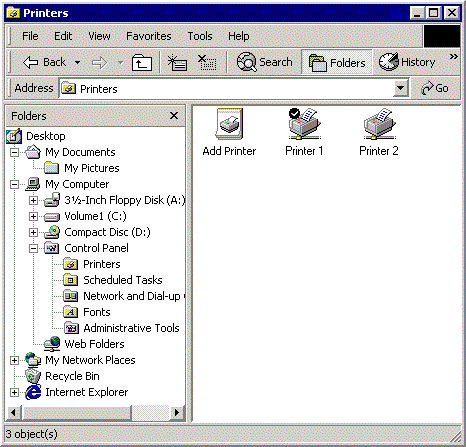 Printers
File Edit View Favorites Tools Help
Back Search Folders History »
Address Printers Go
Folders
Desktop
My Documents
My Pictures
My Computer
3½-Inch Floppy Disk (A:)
Volume1 (C:)
Compact Disc (D:)
Control Panel
Printers
Scheduled Tasks
Network and Dial-up
Fonts
Administrative Tools
Web Folders
My Network Places
Recycle Bin
Internet Explorer
Add Printer Printer 1 Printer 2
3 object(s)